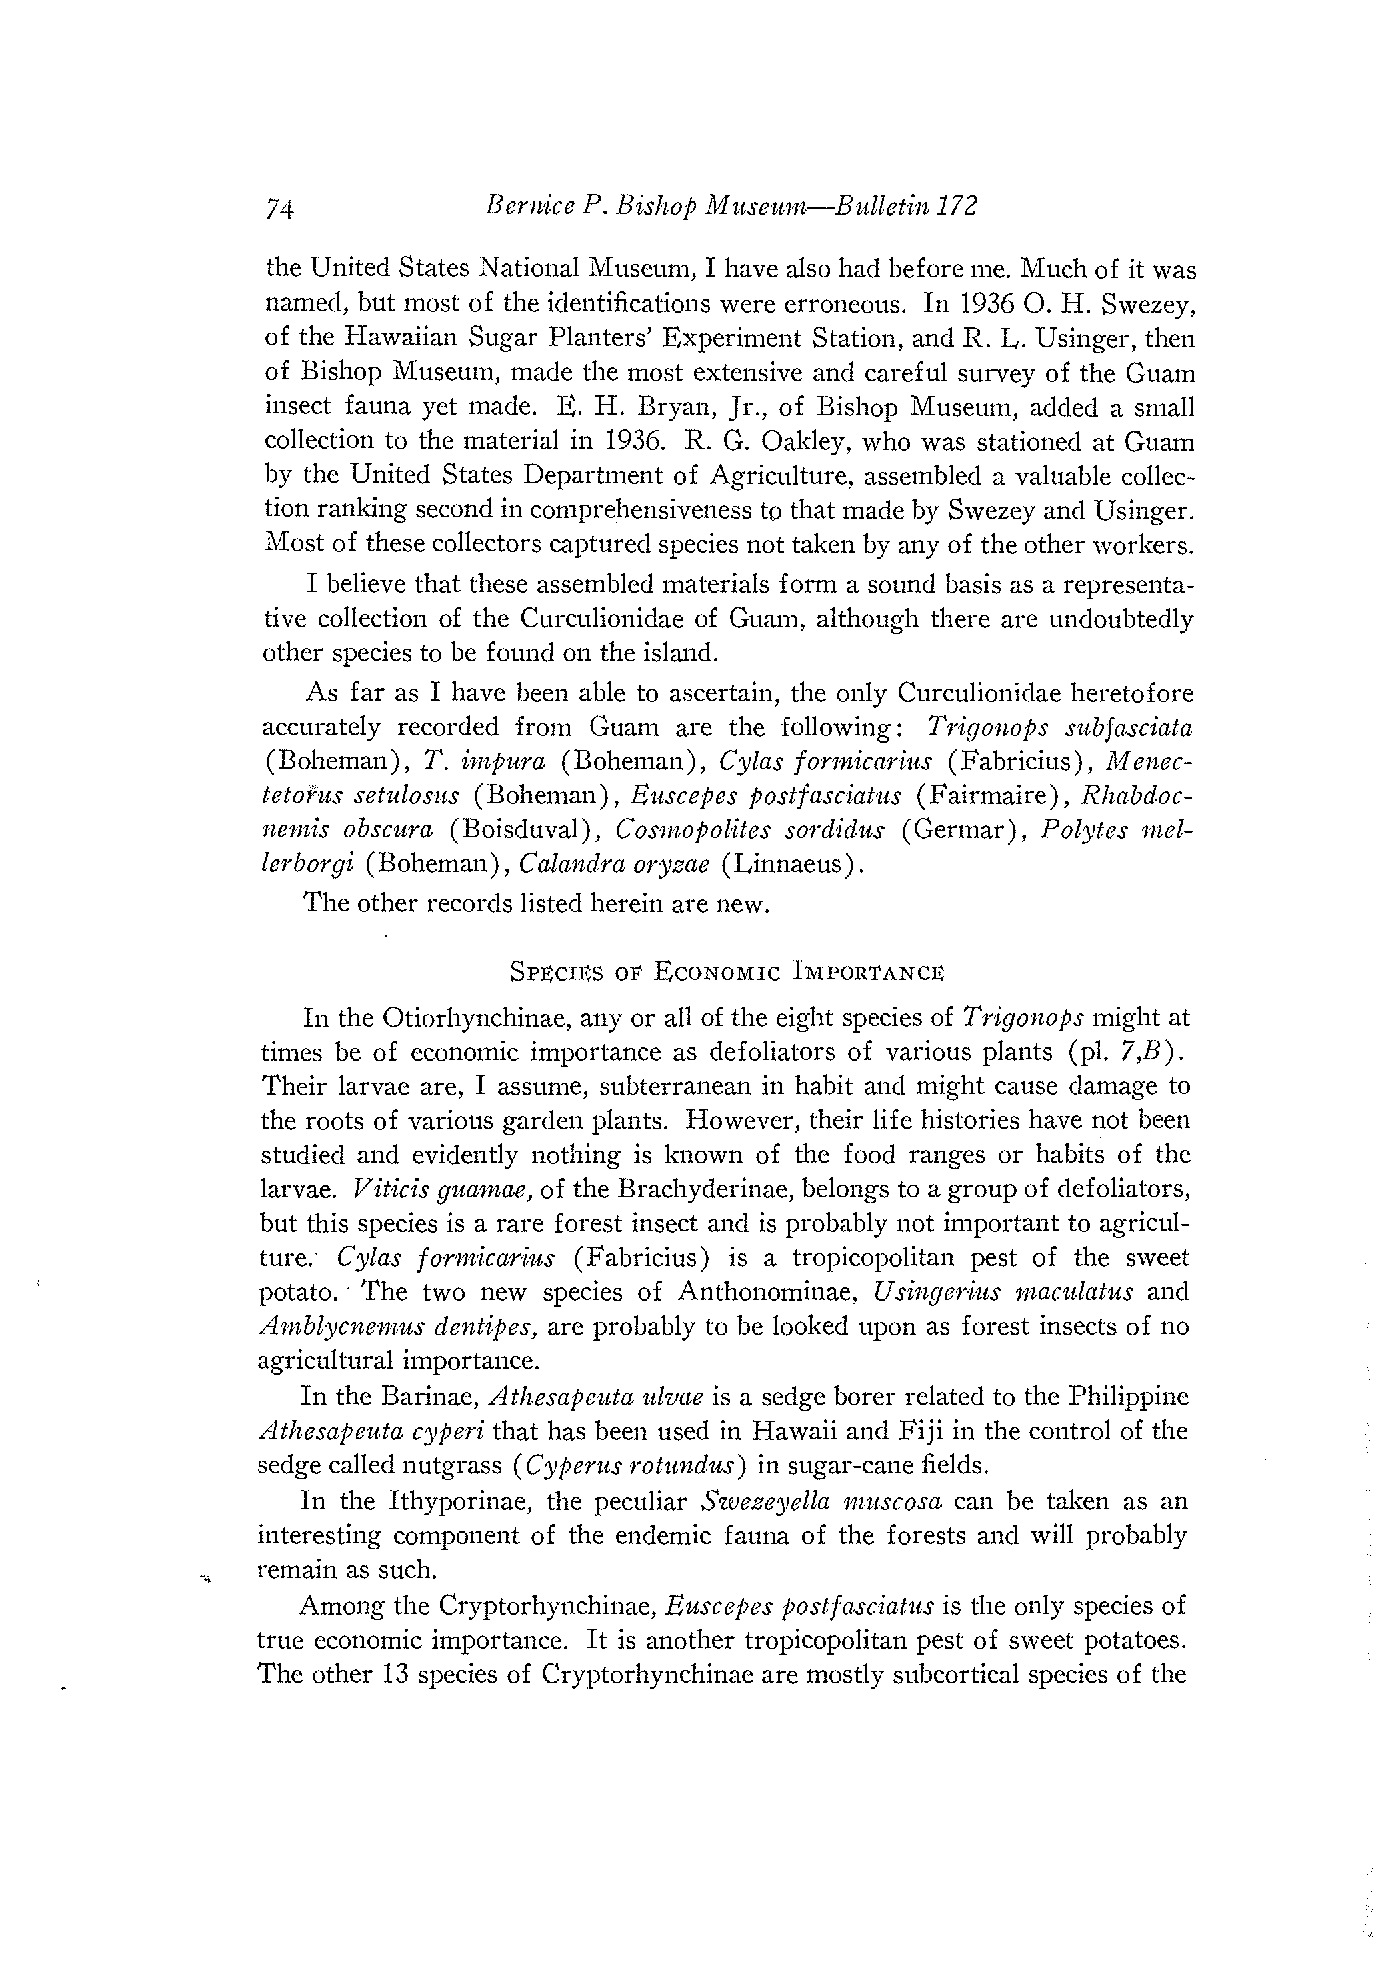 74 Bernice P. Bishop Museum—Bulletin 172
the United States National Museum, I have also had before me. Much of it was
named, but most of the identifications were erroneous. In 1936 O. H. Swezey,
of the Hawaiian Sugar Planters' Experiment Station, and R. L. Usinger, then
of Bishop Museum, made the most extensive and careful survey of the Guam
insect fauna yet made. E. H. Bryan, Jr., of Bishop Museum, added a small
collection to the material in 1936. R. G. Oakley, who was stationed at Guam
by the United States Department of Agriculture, assembled a valuable collec-
tion ranking second in comprehensiveness to that made by Swezey and Usinger.
Most of these collectors captured species not taken by any of the other workers.
I believe that these assembled materials form a sound basis as a representa-
tive collection of the Curculionidae of Guam, although there are undoubtedly
other species to be found on the island.
As far as I have been able to ascertain, the only Curculionidae heretofore
accurately recorded from Guam are the following: Trigonops subfasciata
(Boheman), T. impura (Boheman), Cylas formicarius (Fabricius), Menec-
tetorus setulosus (Boheman), Euscepes postfasciatus (Fairmaire), Rhabdoc-
nemis obscura (Boisduval), Cosmopolites sordidus (Germar), Polytes mel-
lerborgi (Boheman), Calandra oryzae (Linnaeus).
The other records listed herein are new.
SPECIES OF ECONOMIC IMPORTANCE
In the Otiorhynchinae, any or all of the eight species of Trigonops might at
times be of economic importance as defoliators of various plants (pl. 7,B).
Their larvae are, I assume, subterranean in habit and might cause damage to
the roots of various garden plants. However, their life histories have not been
studied and evidently nothing is known of the food ranges or habits of the
larvae. Viticis guamae, of the Brachyderinae, belongs to a group of defoliators,
but this species is a rare forest insect and is probably not important to agricul-
ture. Cylas formicarius (Fabricius) is a tropicopolitan pest of the sweet
potato. The two new species of Anthonominae, Usingerius maculatus and
Amblycnemus dentipes, are probably to be looked upon as forest insects of no
agricultural importance.
In the Barinae, Athesapeuta ulvae is a sedge borer related to the Philippine
Athesapeuta cyperi that has been used in Hawaii and Fiji in the control of the
sedge called nutgrass (Cyperus rotundus) in sugar-cane fields.
In the Ithyporinae, the peculiar Swezeyella muscosa can be taken as an
interesting component of the endemic fauna of the forests and will probably
remain as such.
Among the Cryptorhynchinae, Euscepes postfasciatus is the only species of
true economic importance. It is another tropicopolitan pest of sweet potatoes.
The other 13 species of Cryptorhynchinae are mostly subcortical species of the